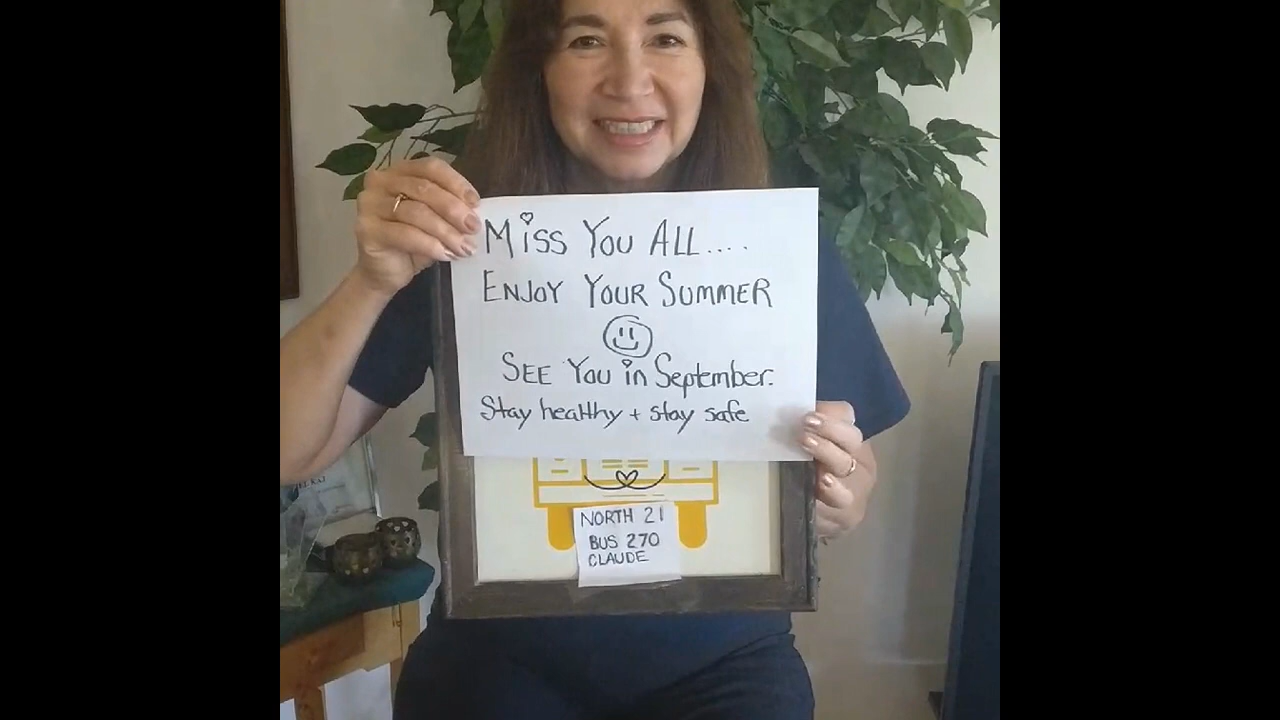 Miss You ALL....
ENJOY YOUR SUMMER
SEE You in September.
Stay healthy + stay safe
NORTH 21
BUS 270
CLAUDE